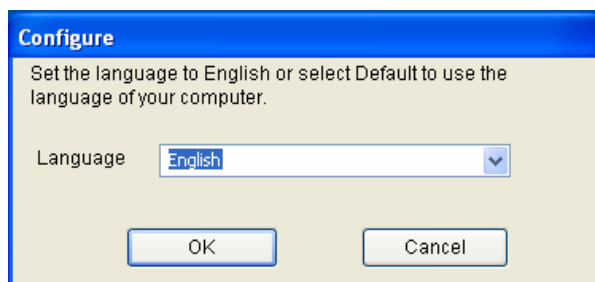 Configure
Set the language to English or select Default to use the
language of your computer.
Language English
OK Cancel